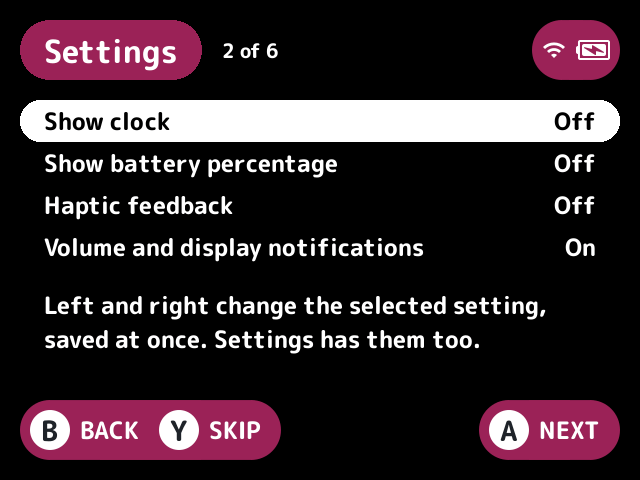 Settings
2 of 6
Show clock Off
Show battery percentage Off
Haptic feedback Off
Volume and display notifications On
Left and right change the selected setting,
saved at once. Settings has them too.
B BACK Y SKIP A NEXT